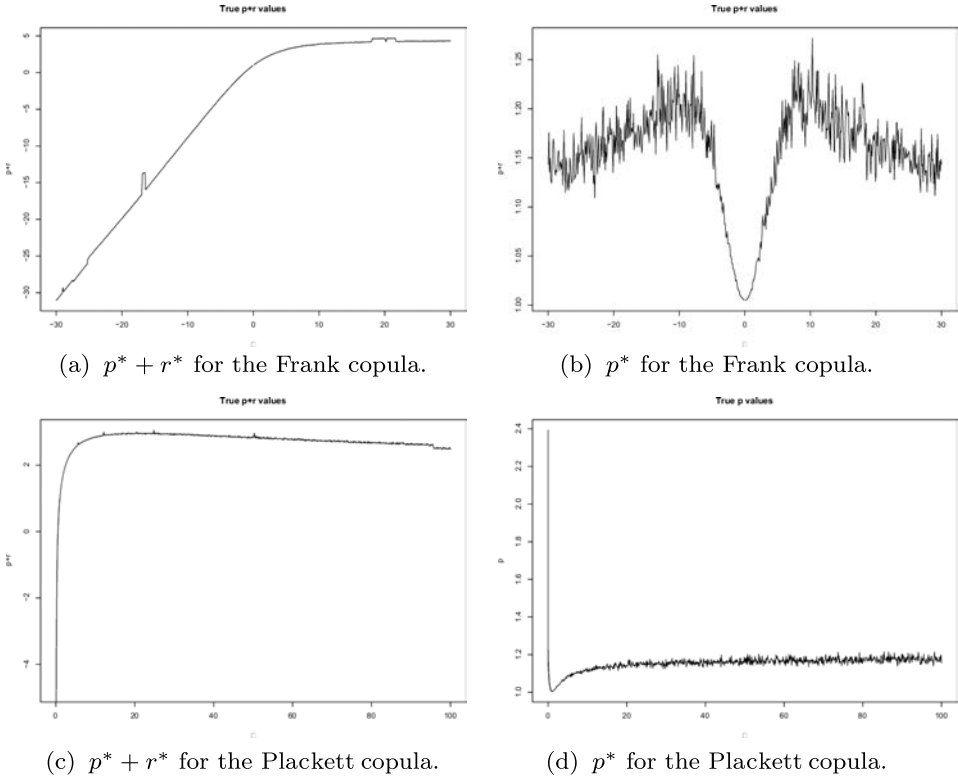 True p+r values
True p+r values
5
0
−5
−10
−15
−20
−25
−30
p+r
−30 −20 −10 0 10 20 30
1.25
1.20
1.15
1.10
1.05
1.00
p+r
−30 −20 −10 0 10 20 30
(a) p* + r* for the Frank copula.
(b) p* for the Frank copula.
True p+r values
True p values
2
0
−2
−4
p+r
0 20 40 60 80 100
2.4
2.2
2.0
1.8
1.6
1.4
1.2
1.0
p
0 20 40 60 80 100
(c) p* + r* for the Plackett copula.
(d) p* for the Plackett copula.